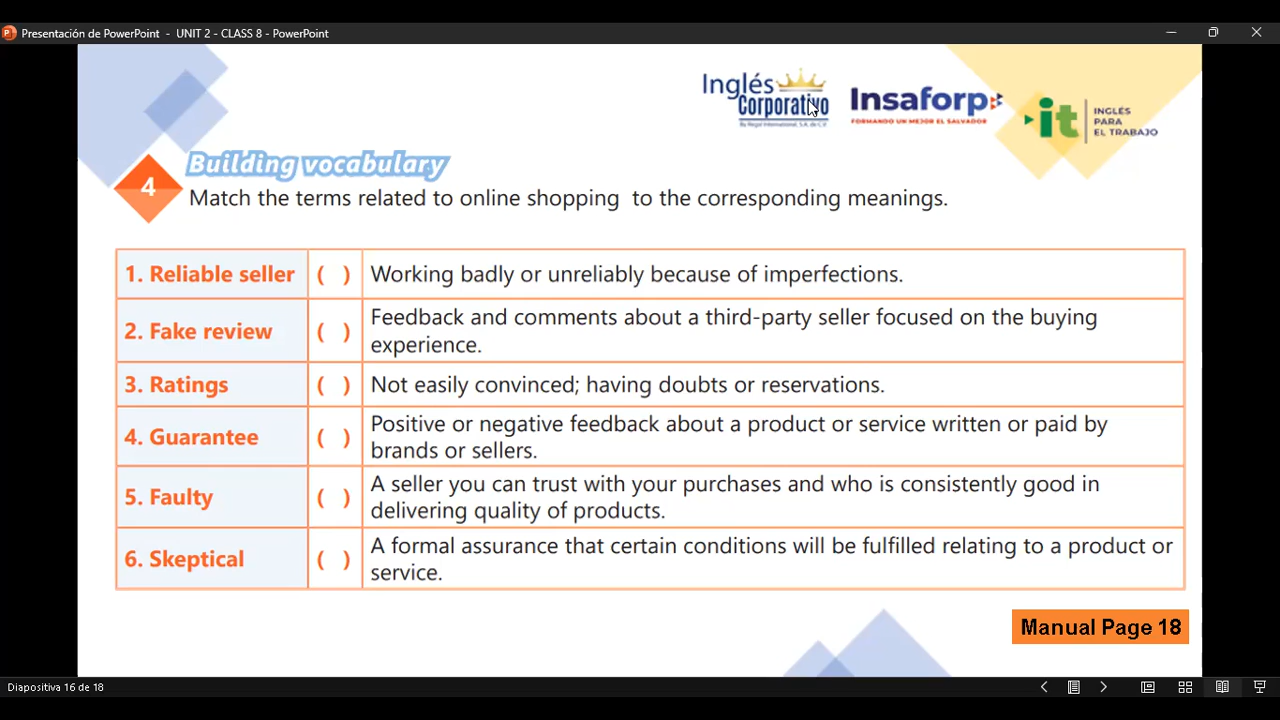 Presentación de PowerPoint - UNIT 2 - CLASS 8 - PowerPoint
Inglés
Corporativo
By Regal International, S.A. de C.V.
Insaforp
FORMANDO UN MEJOR EL SALVADOR
it
INGLÉS
PARA
EL TRABAJO
4
Building vocabulary
Match the terms related to online shopping to the corresponding meanings.
1. Reliable seller ( ) Working badly or unreliably because of imperfections.
2. Fake review ( ) Feedback and comments about a third-party seller focused on the buying
experience.
3. Ratings ( ) Not easily convinced; having doubts or reservations.
4. Guarantee ( ) Positive or negative feedback about a product or service written or paid by
brands or sellers.
5. Faulty ( ) A seller you can trust with your purchases and who is consistently good in
delivering quality of products.
6. Skeptical ( ) A formal assurance that certain conditions will be fulfilled relating to a product or
service.
Manual Page 18
Diapositiva 16 de 18